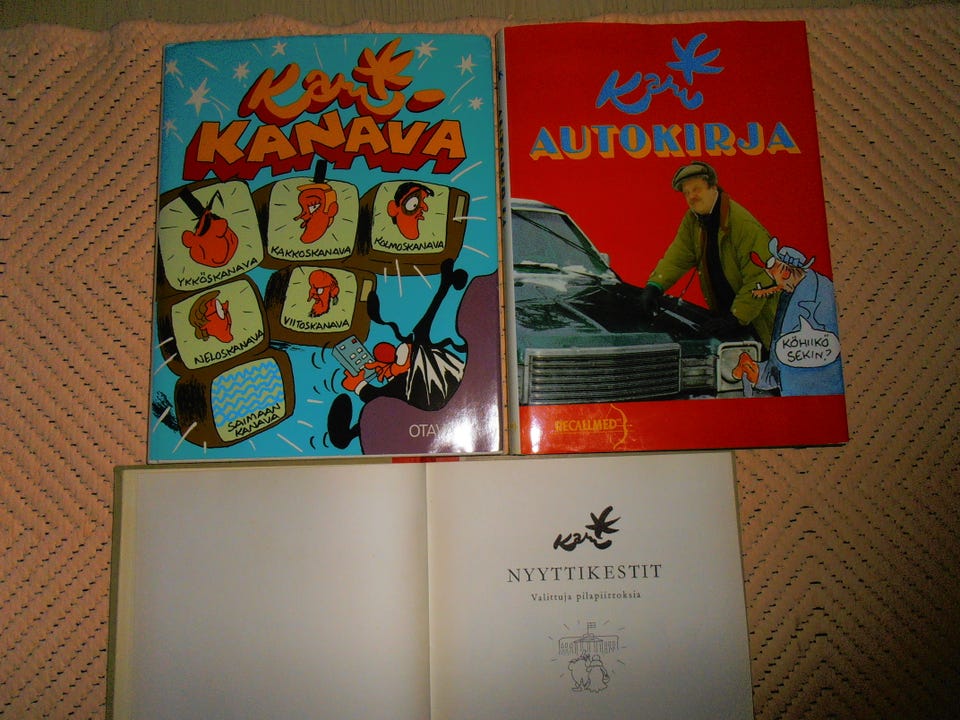 Kari-
KANAVA
YKKÖSKANAVA
KAKKOSKANAVA
KOLMOSKANAVA
NELOSKANAVA
VIITOSKANAVA
SAIMAAN
KANAVA
Kari
AUTOKIRJA
KÖHIIKÖ
SEKIN?
RECALLMED
Kari
NYYTTIKESTIT
Valittuja pilapiirroksia